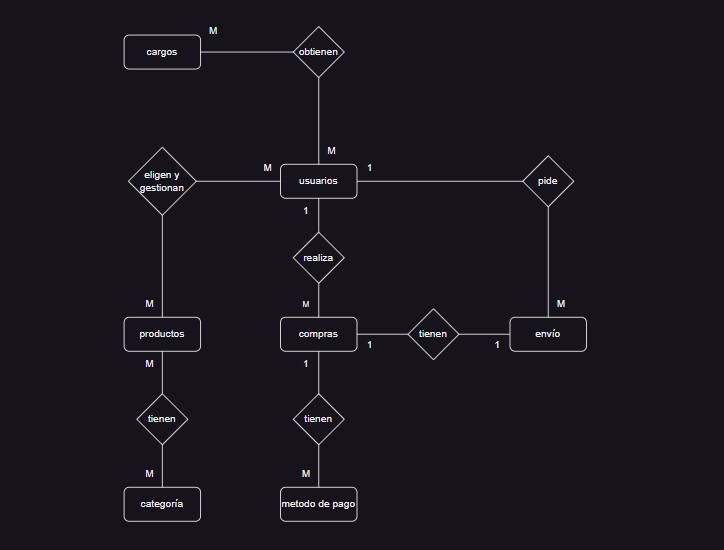 M
cargos
obtienen
M
M
1
eligen y
gestionan
usuarios
pide
1
realiza
M
M
M
productos
compras
tienen
envío
M
1
1
1
tienen
tienen
M
M
categoría
metodo de pago